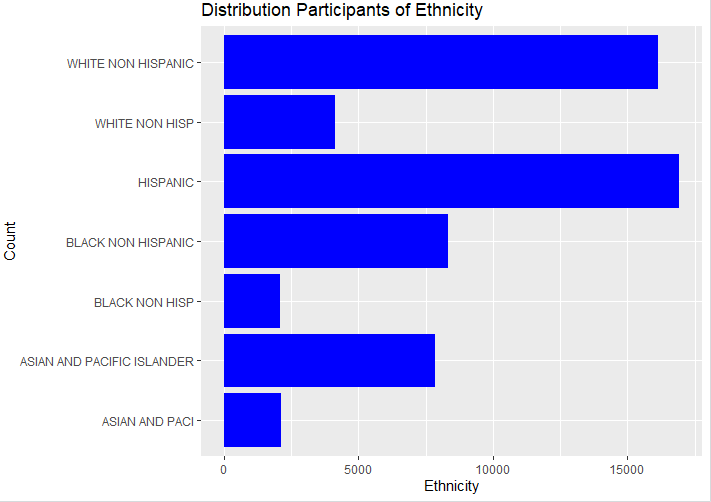 Distribution Participants of Ethnicity
WHITE NON HISPANIC
WHITE NON HISP
HISPANIC
BLACK NON HISPANIC
BLACK NON HISP
ASIAN AND PACIFIC ISLANDER
ASIAN AND PACI
Count
0 5000 10000 15000
Ethnicity